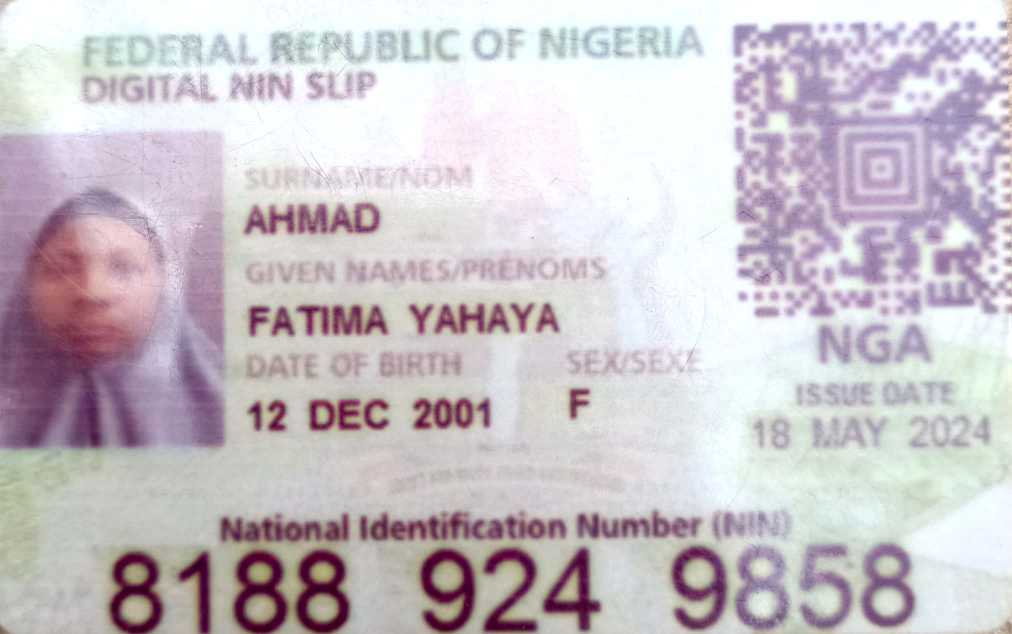 FEDERAL REPUBLIC OF NIGERIA
DIGITAL NIN SLIP
SURNAME/NOM
AHMAD
GIVEN NAMES/PRÉNOMS
FATIMA YAHAYA
DATE OF BIRTH SEX/SEXE
12 DEC 2001 F
NGA
ISSUE DATE
18 MAY 2024
National Identification Number (NIN)
8188 924 9858